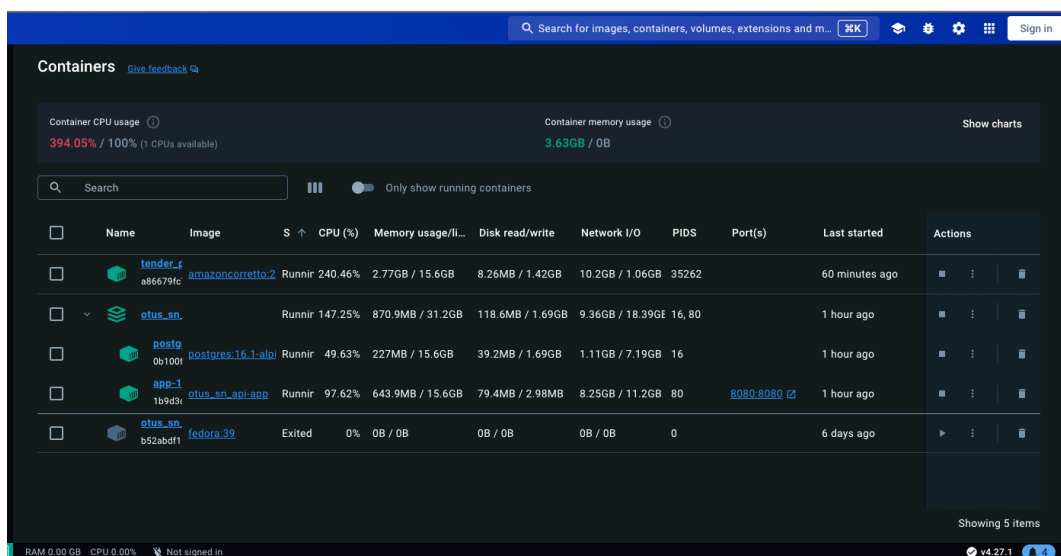 Search for images, containers, volumes, extensions and m... ⌘K Sign in
Containers Give feedback
Container CPU usage Container memory usage Show charts
394.05% / 100% (1 CPUs available) 3.63GB / 0B
Search Only show running containers
Name Image S ↑ CPU (%) Memory usage/li... Disk read/write Network I/O PIDS Port(s) Last started Actions
tender_p
a86679fc amazoncorretto:2 Runnin 240.46% 2.77GB / 15.6GB 8.26MB / 1.42GB 10.2GB / 1.06GB 35262 60 minutes ago
otus_sn_ Runnin 147.25% 870.9MB / 31.2GB 118.6MB / 1.69GB 9.36GB / 18.39GE 16, 80 1 hour ago
postg
0b100f postgres:16.1-alpi Runnin 49.63% 227MB / 15.6GB 39.2MB / 1.69GB 1.11GB / 7.19GB 16 1 hour ago
app-1
1b9d3c otus_sn_api-app Runnin 97.62% 643.9MB / 15.6GB 79.4MB / 2.98MB 8.25GB / 11.2GB 80 8080:8080 1 hour ago
otus_sn_
b52abdf1 fedora:39 Exited 0% 0B / 0B 0B / 0B 0B / 0B 0 6 days ago
Showing 5 items
RAM 0.00 GB CPU 0.00% Not signed in v4.27.1 4